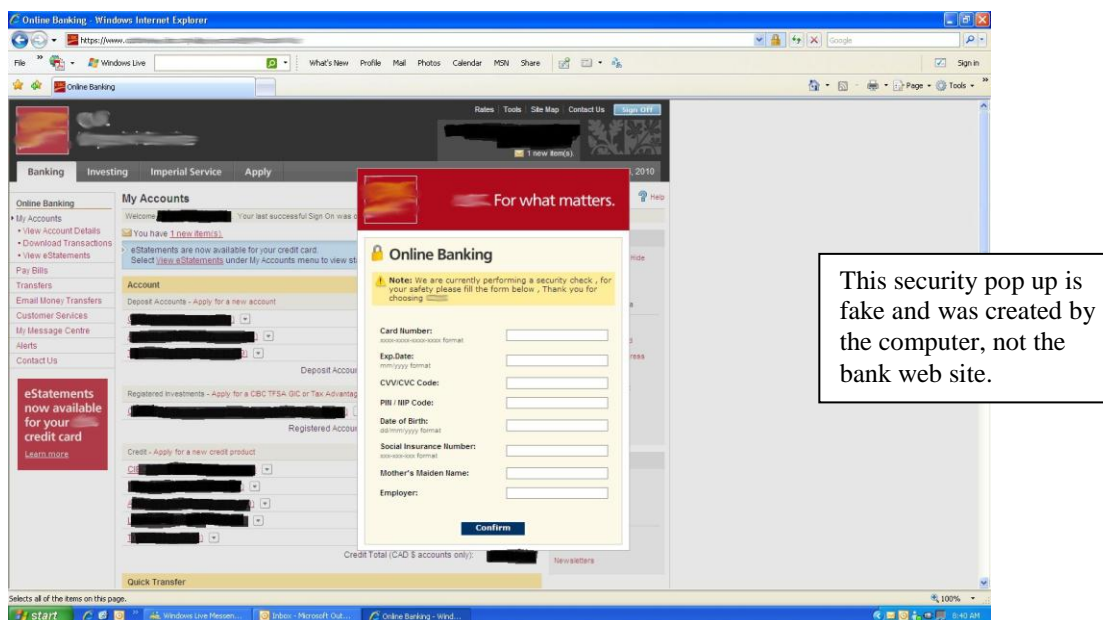 Online Banking - Windows Internet Explorer
https://www.
Google
File » Windows Live What's New Profile Mail Photos Calendar MSN Share Sign in
Online Banking Page Tools »
Rates Tools Site Map Contact Us Sign Off
1 new item(s).
Banking Investing Imperial Service Apply , 2010
For what matters.
Online Banking
My Accounts
• View Account Details
• Download Transactions
• View eStatements
Pay Bills
Transfers
Email Money Transfers
Customer Services
My Message Centre
Alerts
Contact Us
eStatements
now available
for your
credit card
Learn more
My Accounts
Help
Welcome Your last successful Sign On was
You have 1 new item(s).
eStatements are now available for your credit card.
Select View eStatements under My Accounts menu to view
Hide
Account
Deposit Accounts - Apply for a new account
Deposit Accou
Registered Investments - Apply for a CBC TFSA GIC or Tax Advantag
Registered Accou
Credit - Apply for a new credit product
Credit Total (CAD $ accounts only):
Newsletters
Quick Transfer
Online Banking
Note: We are currently performing a security check , for
your safety please fill the form below , Thank you for
choosing
Card Number:
xxxx-xxxx-xxxx-xxxx format
Exp.Date:
mm/yyyy format
CVV/CVC Code:
PIN / NIP Code:
Date of Birth:
dd/mm/yyyy format
Social Insurance Number:
xxx-xxx-xxx format
Mother's Maiden Name:
Employer:
Confirm
This security pop up is
fake and was created by
the computer, not the
bank web site.
Selects all of the items on this page.
100%
start Windows Live Messen... Inbox - Microsoft Out... Online Banking - Wind... 8:40 AM